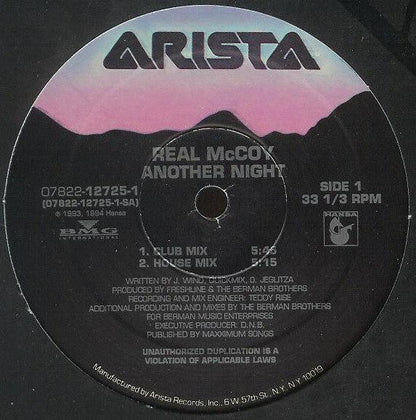 ARISTA
REAL McCOY
ANOTHER NIGHT
07822-12725-1
(07822-12725-1-SA)
℗ 1993, 1994 Hansa
BMG
INTERNATIONAL
SIDE 1
33 1/3 RPM
HANSA
1. CLUB MIX 5:45
2. HOUSE MIX 5:15
WRITTEN BY J. WIND, QUICKMIX, O. JEGLITZA
PRODUCED BY FRESHLINE & THE BERMAN BROTHERS
RECORDING AND MIX ENGINEER: TEDDY RISE
ADDITIONAL PRODUCTION AND MIXES BY THE BERMAN BROTHERS
FOR BERMAN MUSIC ENTERPRISES
EXECUTIVE PRODUCER: D.N.B.
PUBLISHED BY MAXXIMUM SONGS
UNAUTHORIZED DUPLICATION IS A
VIOLATION OF APPLICABLE LAWS
Manufactured by Arista Records, Inc., 6 W 57th St., N.Y. N.Y 10019